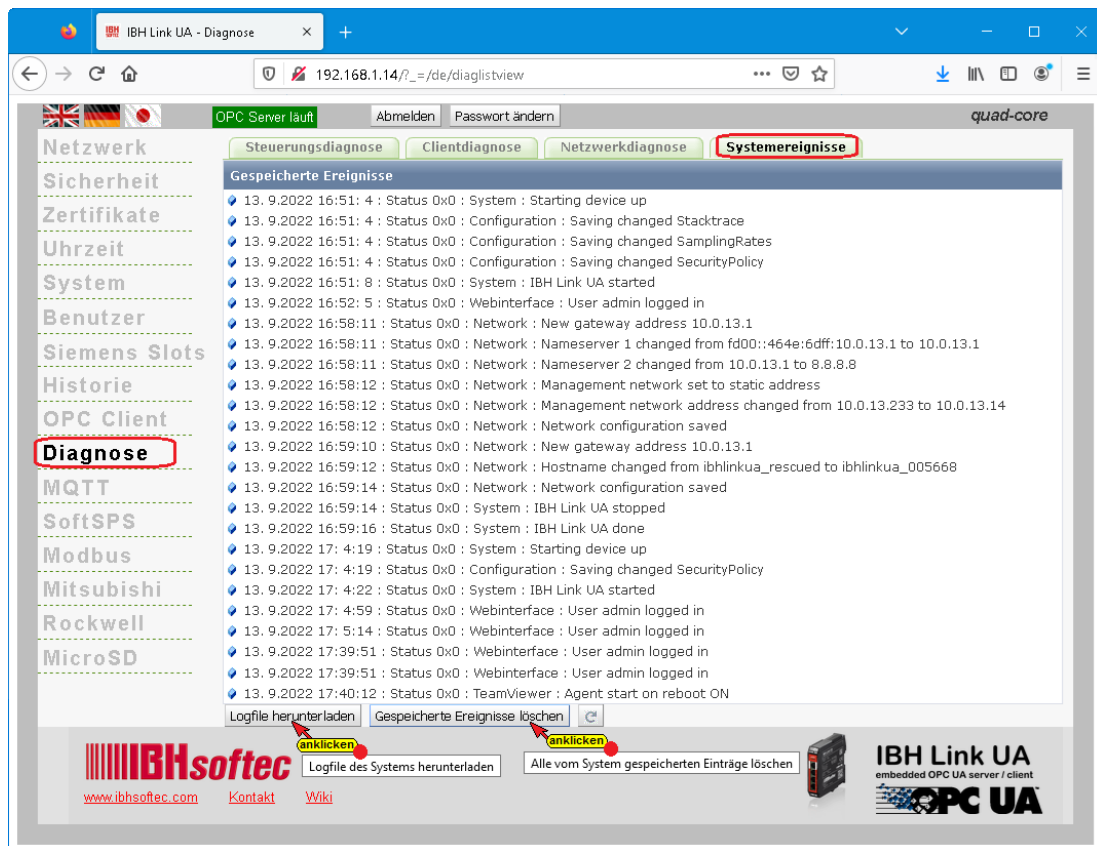 IBH Link UA - Diagnose
192.168.1.14/?_=/de/diaglistview
OPC Server läuft
Abmelden
Passwort ändern
quad-core
Netzwerk
Sicherheit
Zertifikate
Uhrzeit
System
Benutzer
Siemens Slots
Historie
OPC Client
Diagnose
MQTT
SoftSPS
Modbus
Mitsubishi
Rockwell
MicroSD
Steuerungsdiagnose
Clientdiagnose
Netzwerkdiagnose
Systemereignisse
Gespeicherte Ereignisse
13. 9.2022 16:51: 4 : Status 0x0 : System : Starting device up
13. 9.2022 16:51: 4 : Status 0x0 : Configuration : Saving changed Stacktrace
13. 9.2022 16:51: 4 : Status 0x0 : Configuration : Saving changed SamplingRates
13. 9.2022 16:51: 4 : Status 0x0 : Configuration : Saving changed SecurityPolicy
13. 9.2022 16:51: 8 : Status 0x0 : System : IBH Link UA started
13. 9.2022 16:52: 5 : Status 0x0 : Webinterface : User admin logged in
13. 9.2022 16:58:11 : Status 0x0 : Network : New gateway address 10.0.13.1
13. 9.2022 16:58:11 : Status 0x0 : Network : Nameserver 1 changed from fd00::464e:6dff:10.0.13.1 to 10.0.13.1
13. 9.2022 16:58:11 : Status 0x0 : Network : Nameserver 2 changed from 10.0.13.1 to 8.8.8.8
13. 9.2022 16:58:12 : Status 0x0 : Network : Management network set to static address
13. 9.2022 16:58:12 : Status 0x0 : Network : Management network address changed from 10.0.13.233 to 10.0.13.14
13. 9.2022 16:58:12 : Status 0x0 : Network : Network configuration saved
13. 9.2022 16:59:10 : Status 0x0 : Network : New gateway address 10.0.13.1
13. 9.2022 16:59:12 : Status 0x0 : Network : Hostname changed from ibhlinkua_rescued to ibhlinkua_005668
13. 9.2022 16:59:14 : Status 0x0 : Network : Network configuration saved
13. 9.2022 16:59:14 : Status 0x0 : System : IBH Link UA stopped
13. 9.2022 16:59:16 : Status 0x0 : System : IBH Link UA done
13. 9.2022 17: 4:19 : Status 0x0 : System : Starting device up
13. 9.2022 17: 4:19 : Status 0x0 : Configuration : Saving changed SecurityPolicy
13. 9.2022 17: 4:22 : Status 0x0 : System : IBH Link UA started
13. 9.2022 17: 4:59 : Status 0x0 : Webinterface : User admin logged in
13. 9.2022 17: 5:14 : Status 0x0 : Webinterface : User admin logged in
13. 9.2022 17:39:51 : Status 0x0 : Webinterface : User admin logged in
13. 9.2022 17:39:51 : Status 0x0 : Webinterface : User admin logged in
13. 9.2022 17:40:12 : Status 0x0 : TeamViewer : Agent start on reboot ON
Logfile herunterladen
Gespeicherte Ereignisse löschen
anklicken
Logfile des Systems herunterladen
anklicken
Alle vom System gespeicherten Einträge löschen
IBHsoftec
www.ibhsoftec.com
Kontakt
Wiki
IBH Link UA
embedded OPC UA server / client
OPC UA